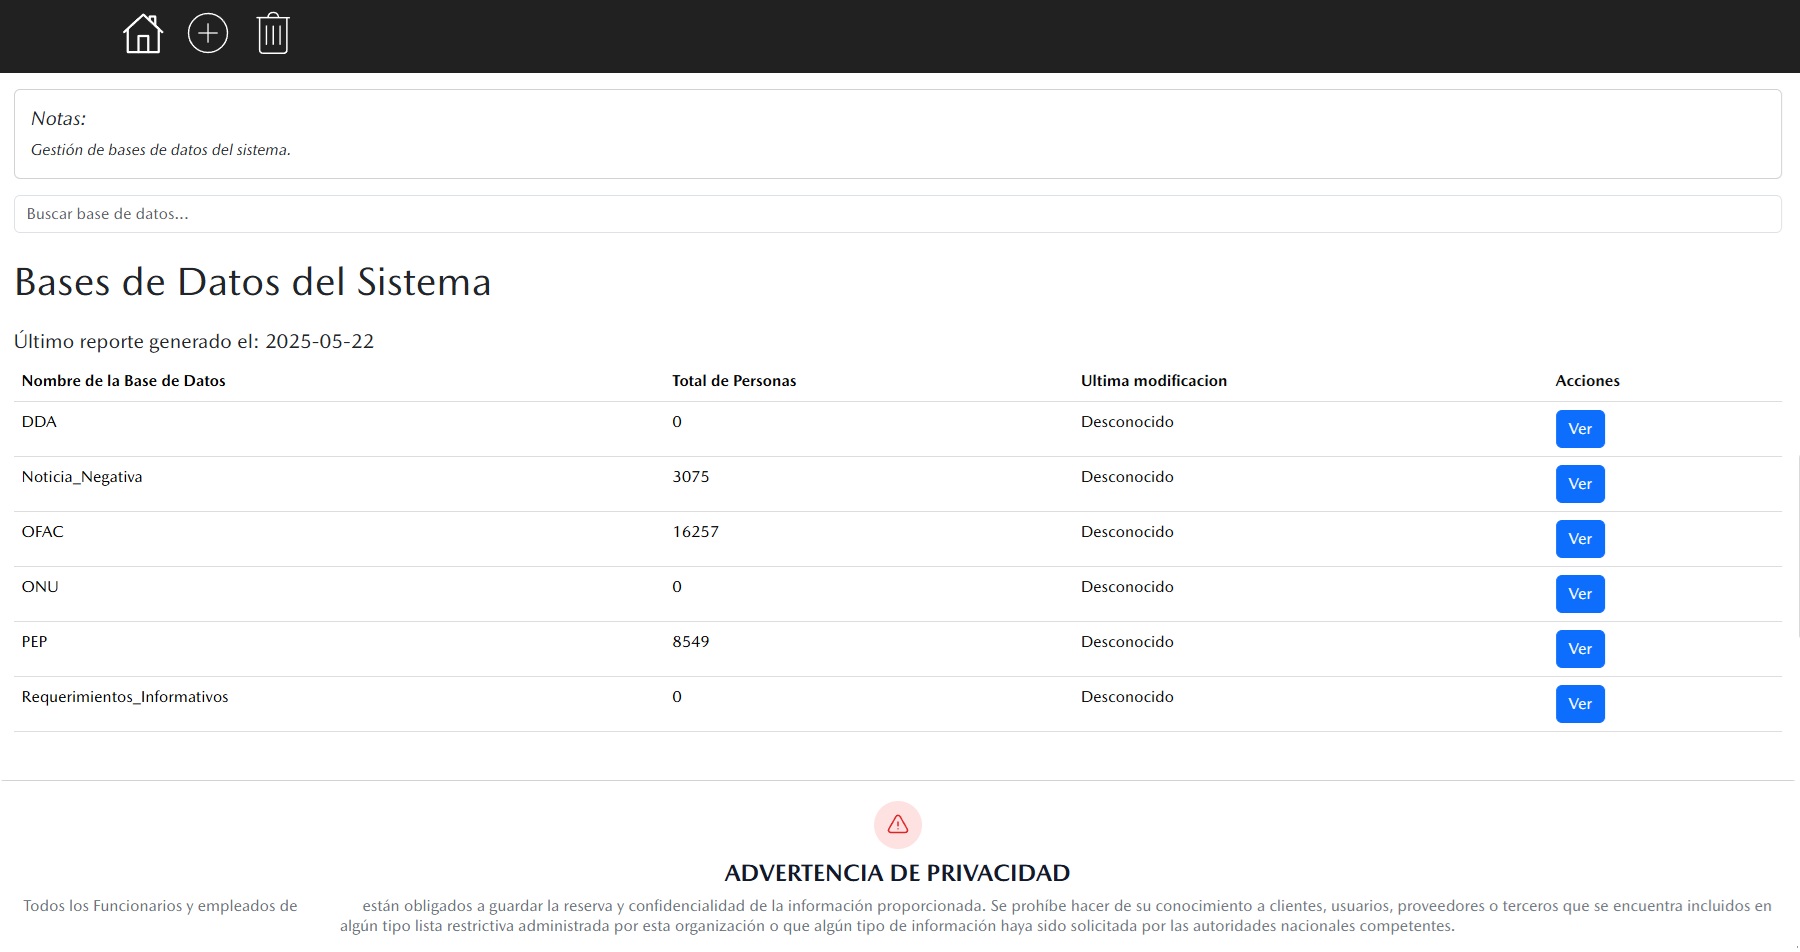 Notas:
Gestión de bases de datos del sistema.
Buscar base de datos...
Bases de Datos del Sistema
Último reporte generado el: 2025-05-22
Nombre de la Base de Datos Total de Personas Ultima modificacion Acciones
DDA 0 Desconocido Ver
Noticia_Negativa 3075 Desconocido Ver
OFAC 16257 Desconocido Ver
ONU 0 Desconocido Ver
PEP 8549 Desconocido Ver
Requerimientos_Informativos 0 Desconocido Ver
ADVERTENCIA DE PRIVACIDAD
Todos los Funcionarios y empleados de están obligados a guardar la reserva y confidencialidad de la información proporcionada. Se prohíbe hacer de su conocimiento a clientes, usuarios, proveedores o terceros que se encuentra incluidos en
algún tipo lista restrictiva administrada por esta organización o que algún tipo de información haya sido solicitada por las autoridades nacionales competentes.